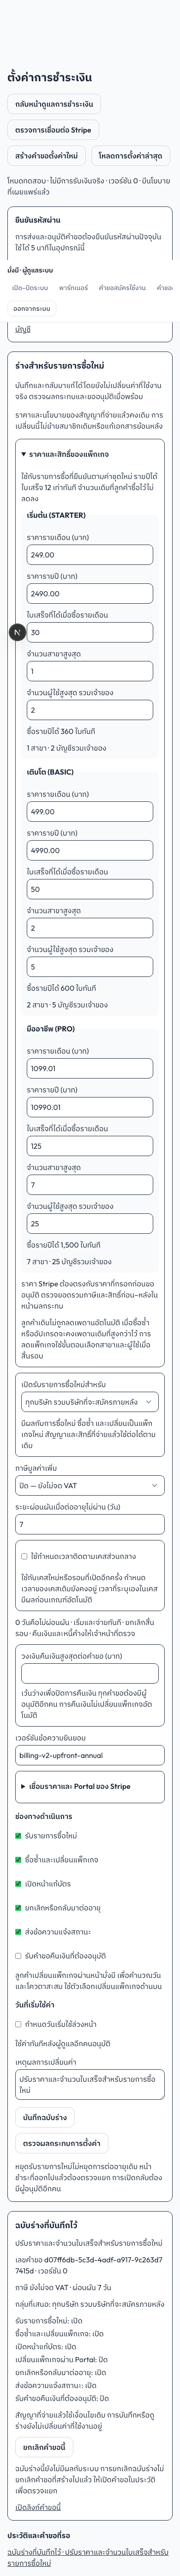 ตั้งค่าการชำระเงิน
กลับหน้าดูแลการชำระเงิน
ตรวจการเชื่อมต่อ Stripe
สร้างคำขอตั้งค่าใหม่
โหลดการตั้งค่าล่าสุด
โหมดทดสอบ · ไม่มีการรับเงินจริง · เวอร์ชัน 0 · มีนโยบาย
ที่เผยแพร่แล้ว
ยืนยันรหัสผ่าน
การส่งและอนุมัติคำขอต้องยืนยันรหัสผ่านปัจจุบัน
ใช้ได้ 5 นาทีในอุปกรณ์นี้
มั่งมี · ผู้ดูแลระบบ
เปิด–ปิดระบบ
พาร์ทเนอร์
คำขอสมัครใช้งาน
ออกจากระบบ
บัญชี
ร่างสำหรับรายการซื้อใหม่
บันทึกและกลับมาแก้ได้โดยยังไม่เปลี่ยนค่าที่ใช้งาน
จริง ตรวจผลกระทบและขออนุมัติเมื่อพร้อม
ราคาและนโยบายของสัญญาที่จ่ายแล้วคงเดิม การ
เปลี่ยนนี้ไม่ย้ายสมาชิกเดิมหรือแก้เอกสารย้อนหลัง
▼ ราคาและสิทธิ์ของแพ็กเกจ
ใช้กับรายการซื้อที่ยืนยันตามค่าชุดใหม่ รายปีได้
ใบเสร็จ 12 เท่าทันที จำนวนเดิมที่ลูกค้าซื้อไว้ไม่
ลดลง
เริ่มต้น (STARTER)
ราคารายเดือน (บาท)
249.00
ราคารายปี (บาท)
2490.00
ใบเสร็จที่ได้เมื่อซื้อรายเดือน
N
30
จำนวนสาขาสูงสุด
1
จำนวนผู้ใช้สูงสุด รวมเจ้าของ
2
ซื้อรายปีได้ 360 ใบทันที
1 สาขา · 2 บัญชีรวมเจ้าของ
เติบโต (BASIC)
ราคารายเดือน (บาท)
499.00
ราคารายปี (บาท)
4990.00
ใบเสร็จที่ได้เมื่อซื้อรายเดือน
50
จำนวนสาขาสูงสุด
2
จำนวนผู้ใช้สูงสุด รวมเจ้าของ
5
ซื้อรายปีได้ 600 ใบทันที
2 สาขา · 5 บัญชีรวมเจ้าของ
มืออาชีพ (PRO)
ราคารายเดือน (บาท)
1099.01
ราคารายปี (บาท)
10990.01
ใบเสร็จที่ได้เมื่อซื้อรายเดือน
125
จำนวนสาขาสูงสุด
7
จำนวนผู้ใช้สูงสุด รวมเจ้าของ
25
ซื้อรายปีได้ 1,500 ใบทันที
7 สาขา · 25 บัญชีรวมเจ้าของ
ราคา Stripe ต้องตรงกับราคาที่กรอกก่อนขอ
อนุมัติ ตรวจยอดรวมภาษีและสิทธิ์ก่อน–หลังใน
หน้าผลกระทบ
ลูกค้าเดิมไม่ถูกลดเพดานอัตโนมัติ เมื่อซื้อซ้ำ
หรืออัปเกรดจะคงเพดานเดิมที่สูงกว่าไว้ การ
ลดแพ็กเกจใช้ขั้นตอนเลือกสาขาและผู้ใช้เมื่อ
สิ้นรอบ
เปิดรับรายการซื้อใหม่สำหรับ
ทุกบริษัท รวมบริษัทที่จะสมัครภายหลัง
มีผลกับการซื้อใหม่ ซื้อซ้ำ และเปลี่ยนเป็นแพ็ก
เกจใหม่ สัญญาและสิทธิ์ที่จ่ายแล้วใช้ต่อได้ตาม
เดิม
ภาษีมูลค่าเพิ่ม
ปิด — ยังไม่จด VAT
ระยะผ่อนผันเมื่อต่ออายุไม่ผ่าน (วัน)
7
ใช้กำหนดเวลาติดตามเคสส่วนกลาง
ใช้กับเคสใหม่หรือรอบที่เปิดอีกครั้ง กำหนด
เวลาของเคสเดิมยังคงอยู่ เวลาที่ระบุเองในเคส
มีผลก่อนเกณฑ์อัตโนมัติ
0 วันคือไม่ผ่อนผัน · เริ่มและจ่ายทันที · ยกเลิกสิ้น
รอบ · คืนเงินและหนี้ค้างให้เจ้าหน้าที่ตรวจ
วงเงินคืนเงินสูงสุดต่อคำขอ (บาท)
เว้นว่างเพื่อปิดการคืนเงิน ทุกคำขอต้องมีผู้
อนุมัติอีกคน การคืนเงินไม่เปลี่ยนแพ็กเกจอัต
โนมัติ
เวอร์ชันข้อความยินยอม
billing-v2-upfront-annual
▶ เชื่อมราคาและ Portal ของ Stripe
ช่องทางดำเนินการ
รับรายการซื้อใหม่
ซื้อซ้ำและเปลี่ยนแพ็กเกจ
เปิดหน้าแก้บัตร
ยกเลิกหรือกลับมาต่ออายุ
ส่งข้อความแจ้งสถานะ
รับคำขอคืนเงินที่ต้องอนุมัติ
ลูกค้าเปลี่ยนแพ็กเกจผ่านหน้ามั่งมี เพื่อคำนวณวัน
และโควตาสะสม ใช้ตัวเลือกเปลี่ยนแพ็กเกจด้านบน
วันที่เริ่มใช้ค่า
กำหนดวันเริ่มใช้ล่วงหน้า
ใช้ค่าทันทีหลังผู้ดูแลอีกคนอนุมัติ
เหตุผลการเปลี่ยนค่า
ปรับราคาและจำนวนใบเสร็จสำหรับรายการซื้อ
ใหม่
บันทึกฉบับร่าง
ตรวจผลกระทบการตั้งค่า
หยุดรับรายการใหม่ไม่หยุดการต่ออายุเดิม หน้า
ชำระที่ออกไปแล้วต้องตรวจแยก การเปิดกลับต้อง
มีผู้อนุมัติอีกคน
ฉบับร่างที่บันทึกไว้
ปรับราคาและจำนวนใบเสร็จสำหรับรายการซื้อใหม่
เลขคำขอ d07ff6db-5c3d-4adf-a917-9c263d7
7415d · เวอร์ชัน 0
ภาษี ยังไม่จด VAT · ผ่อนผัน 7 วัน
กลุ่มที่เสนอ: ทุกบริษัท รวมบริษัทที่จะสมัครภายหลัง
รับรายการซื้อใหม่: เปิด
ซื้อซ้ำและเปลี่ยนแพ็กเกจ: เปิด
เปิดหน้าแก้บัตร: เปิด
เปลี่ยนแพ็กเกจผ่าน Portal: ปิด
ยกเลิกหรือกลับมาต่ออายุ: เปิด
ส่งข้อความแจ้งสถานะ: เปิด
รับคำขอคืนเงินที่ต้องอนุมัติ: ปิด
สัญญาที่จ่ายแล้วใช้เงื่อนไขเดิม การบันทึกหรือดู
ร่างยังไม่เปลี่ยนค่าที่ใช้งานอยู่
ยกเลิกคำขอนี้
ฉบับร่างนี้ยังไม่มีผลกับระบบ การยกเลิกฉบับร่างไม่
ยกเลิกคำขอที่สร้างไปแล้ว ให้เปิดคำขอในประวัติ
เพื่อตรวจแยก
เปิดลิงก์คำขอนี้
ประวัติและคำขอที่รอ
ฉบับร่างที่บันทึกไว้ · ปรับราคาและจำนวนใบเสร็จสำหรับ
รายการซื้อใหม่